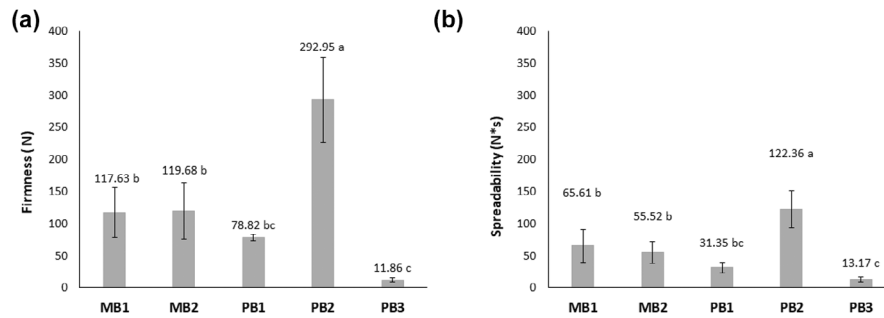 (a)
Firmness (N)
400
350
300
250
200
150
100
50
0
117.63 b
119.68 b
78.82 bc
292.95 a
11.86 c
MB1 MB2 PB1 PB2 PB3
(b)
Spreadability (N*s)
400
350
300
250
200
150
100
50
0
65.61 b
55.52 b
31.35 bc
122.36 a
13.17 c
MB1 MB2 PB1 PB2 PB3